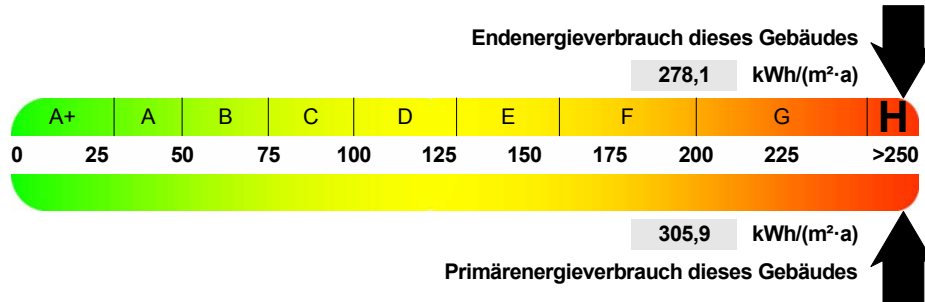 Endenergieverbrauch dieses Gebäudes
278,1 kWh/(m²·a)
A+ A B C D E F G H
0 25 50 75 100 125 150 175 200 225 >250
305,9 kWh/(m²·a)
Primärenergieverbrauch dieses Gebäudes